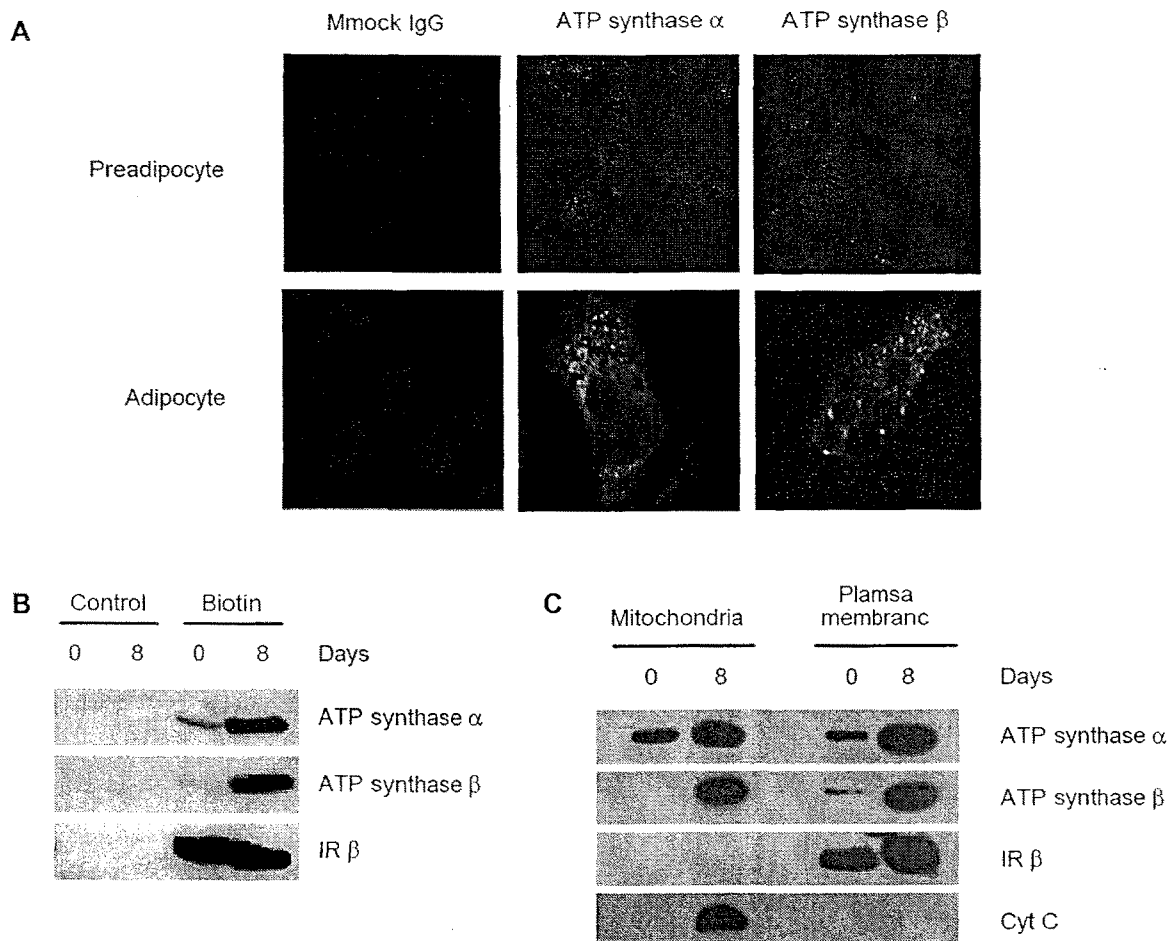 A
Mmock IgG
ATP synthase α
ATP synthase β
Preadipocyte
Adipocyte
B
Control
Biotin
0
8
0
8
Days
ATP synthase α
ATP synthase β
IR β
C
Mitochondria
Plamsa
membranc
0
8
0
8
Days
ATP synthase α
ATP synthase β
IR β
Cyt C